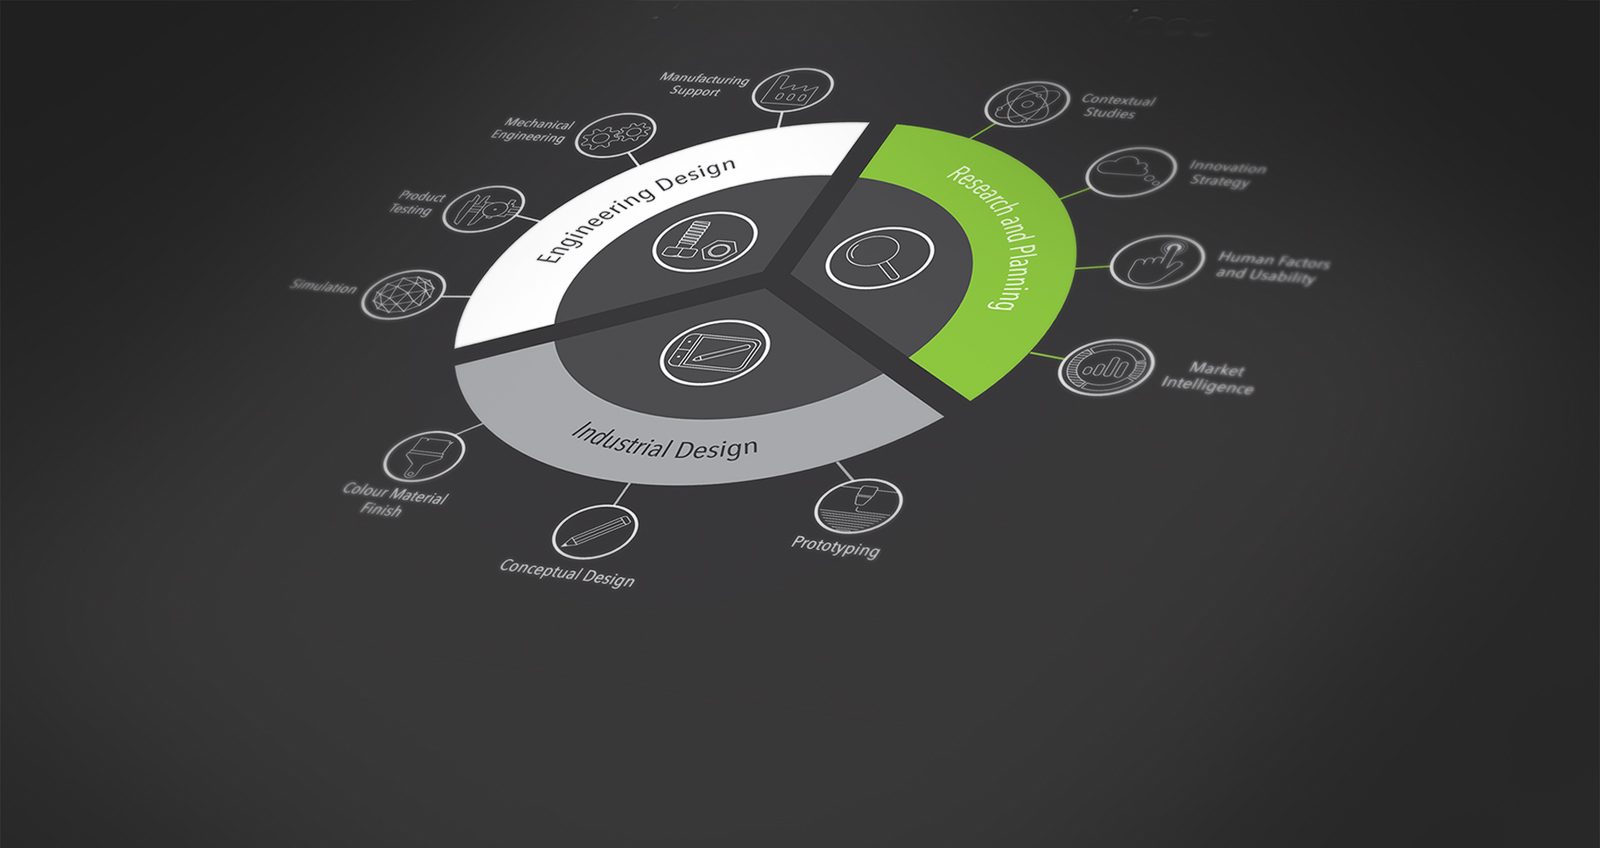 Manufacturing
Support
Mechanical
Engineering
Product
Testing
Simulation
Engineering Design
Contextual
Studies
Innovation
Strategy
Human Factors
and Usability
Market
Intelligence
Research and Planning
Industrial Design
Colour Material
Finish
Conceptual Design
Prototyping